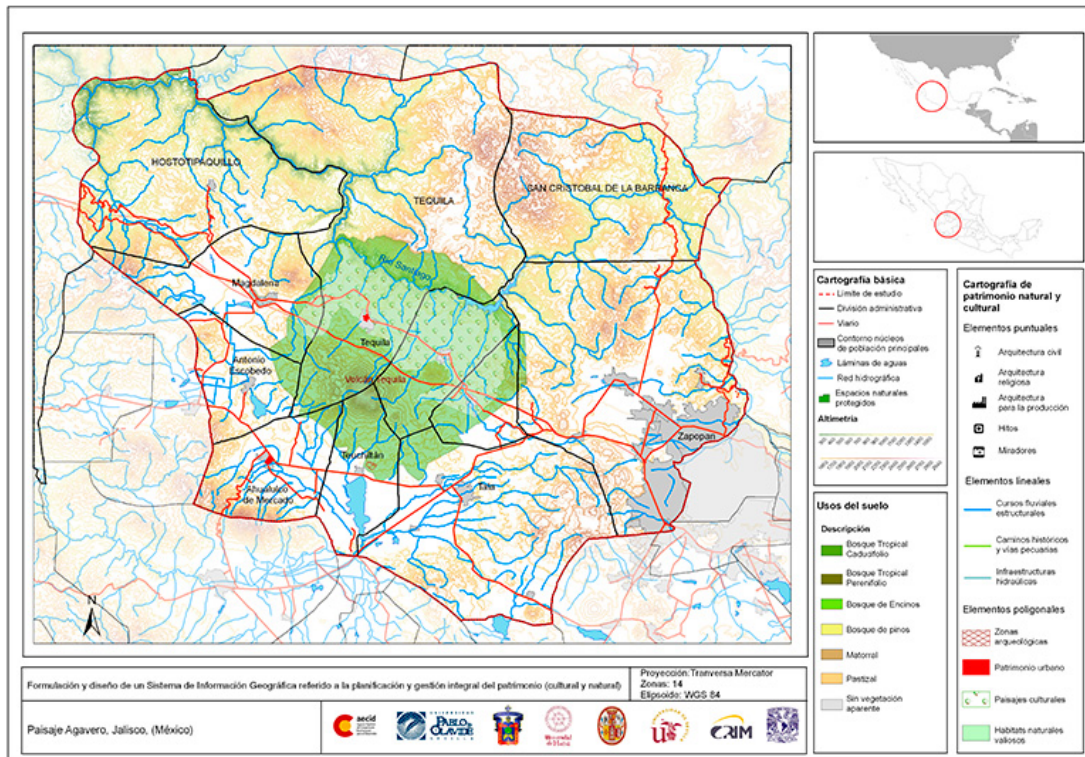 HOSTOTIPAQUILLO
TEQUILA
SAN CRISTOBAL DE LA BARRANCA
Río Santiago
Magdalena
Tequila
Antonio
Escobedo
Volcán Tequila
Zapopan
Teuchitlán
Ahualulco
de Mercado
Tala
N
Cartografía básica
Límite de estudio
División administrativa
Viario
Contorno núcleos
de población principales
Láminas de aguas
Red hidrográfica
Espacios naturales
protegidos
Altimetría
Usos del suelo
Descripción
Bosque Tropical
Caducifolio
Bosque Tropical
Perenifolio
Bosque de Encinos
Bosque de pinos
Matorral
Pastizal
Sin vegetación
aparente
Cartografía de
patrimonio natural y
cultural
Elementos puntuales
Arquitectura civil
Arquitectura
religiosa
Arquitectura
para la producción
Hitos
Miradores
Elementos lineales
Cursos fluviales
estructurales
Caminos históricos
y vías pecuarias
Infraestructuras
hidraúlicas
Elementos poligonales
Zonas
arqueológicas
Patrimonio urbano
Paisajes culturales
Habitats naturales
valiosos
Formulación y diseño de un Sistema de Información Geográfica referido a la planificación y gestión integral del patrimonio (cultural y natural)
Proyección: Tranversa Mercator
Zonas: 14
Elipsoide: WGS 84
Paisaje Agavero, Jalisco, (México)
aecid
UNIVERSIDAD
PABLO DE
OLAVIDE
SEVILLA
CRIM